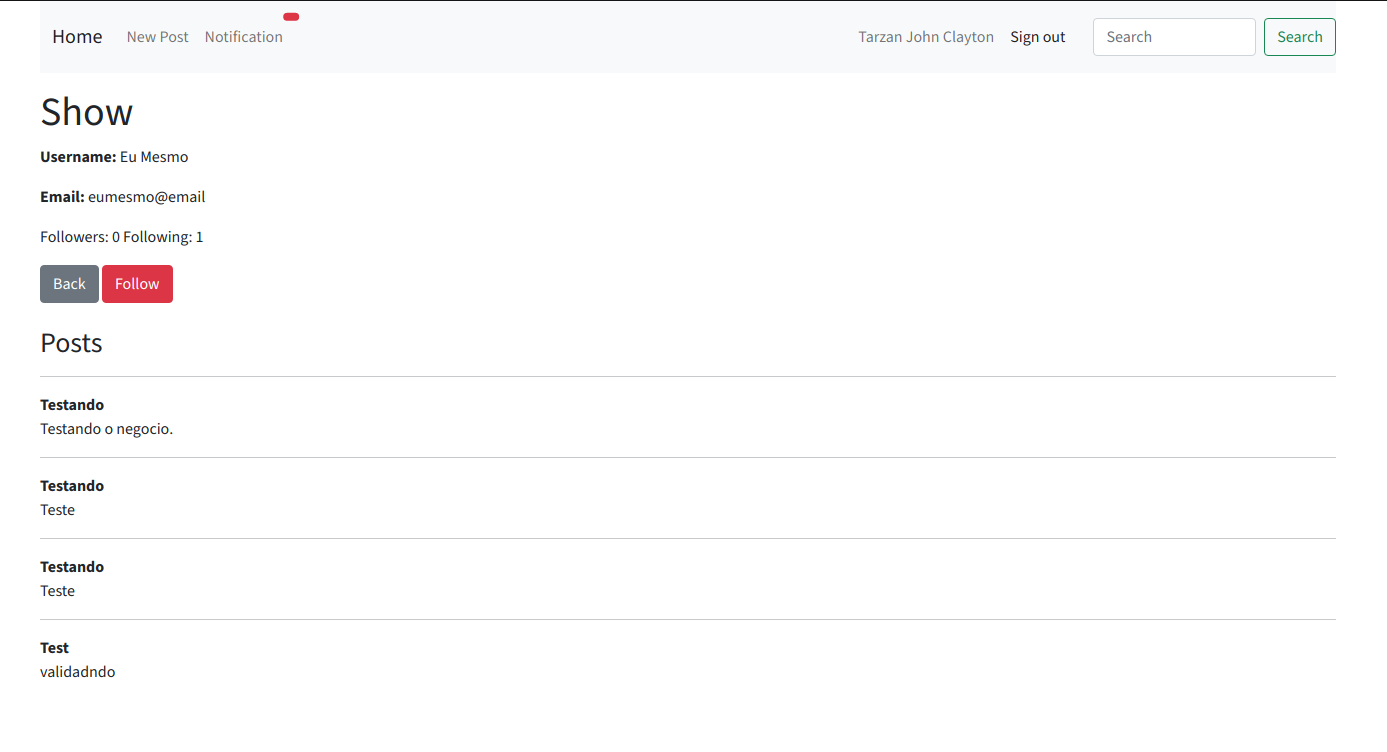 Home New Post Notification Tarzan John Clayton Sign out Search Search
Show
Username: Eu Mesmo
Email: eumesmo@email
Followers: 0 Following: 1
Back Follow
Posts
Testando
Testando o negocio.
Testando
Teste
Testando
Teste
Test
validadndo